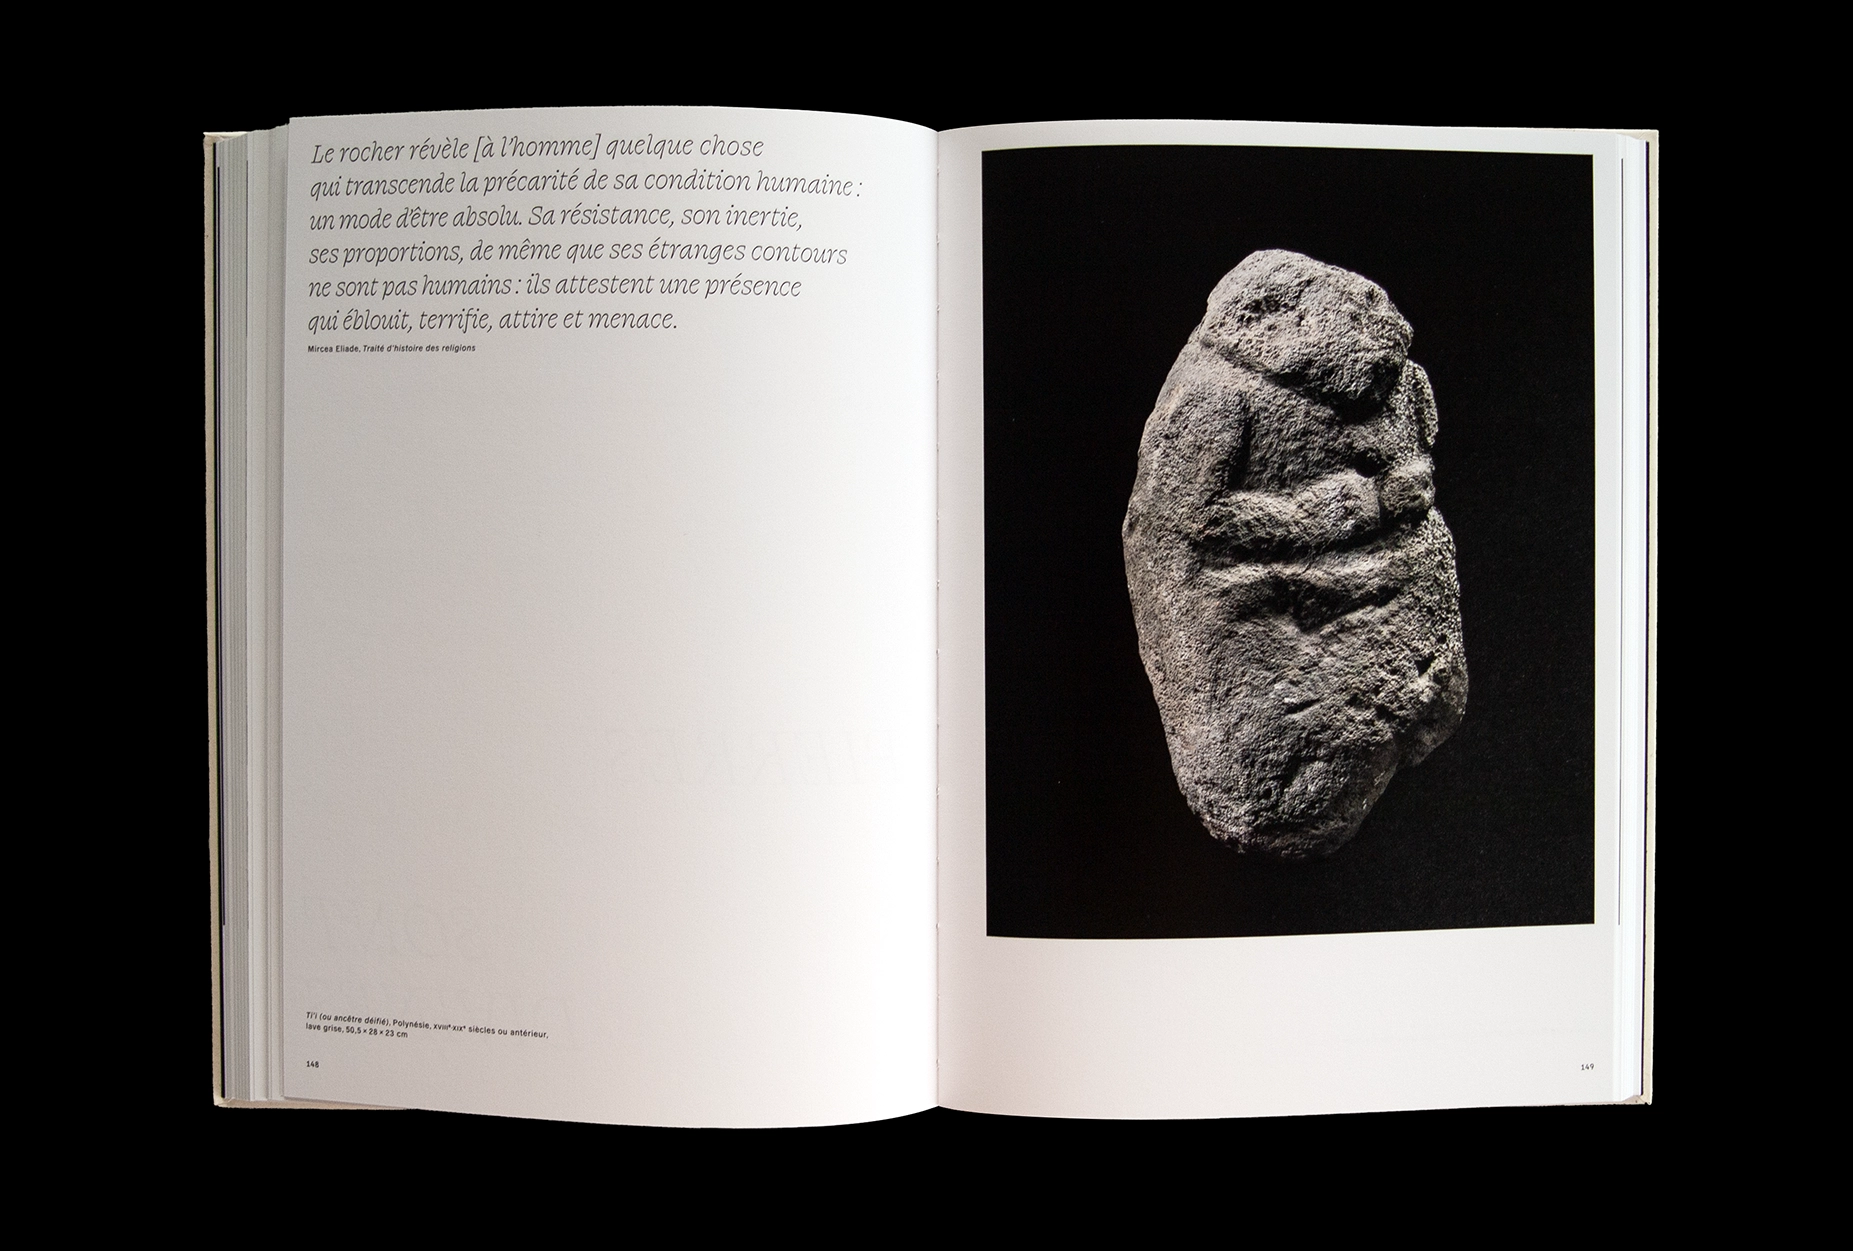 Le rocher révèle [à l'homme] quelque chose
qui transcende la précarité de sa condition humaine :
un mode d'être absolu. Sa résistance, son inertie,
ses proportions, de même que ses étranges contours
ne sont pas humains : ils attestent une présence
qui éblouit, terrifie, attire et menace.
Mircea Eliade, Traité d'histoire des religions
Ti'i (ou ancêtre déifié), Polynésie, XVIIIe-XIXe siècles ou antérieur,
lave grise, 50,5 × 28 × 23 cm
148
149